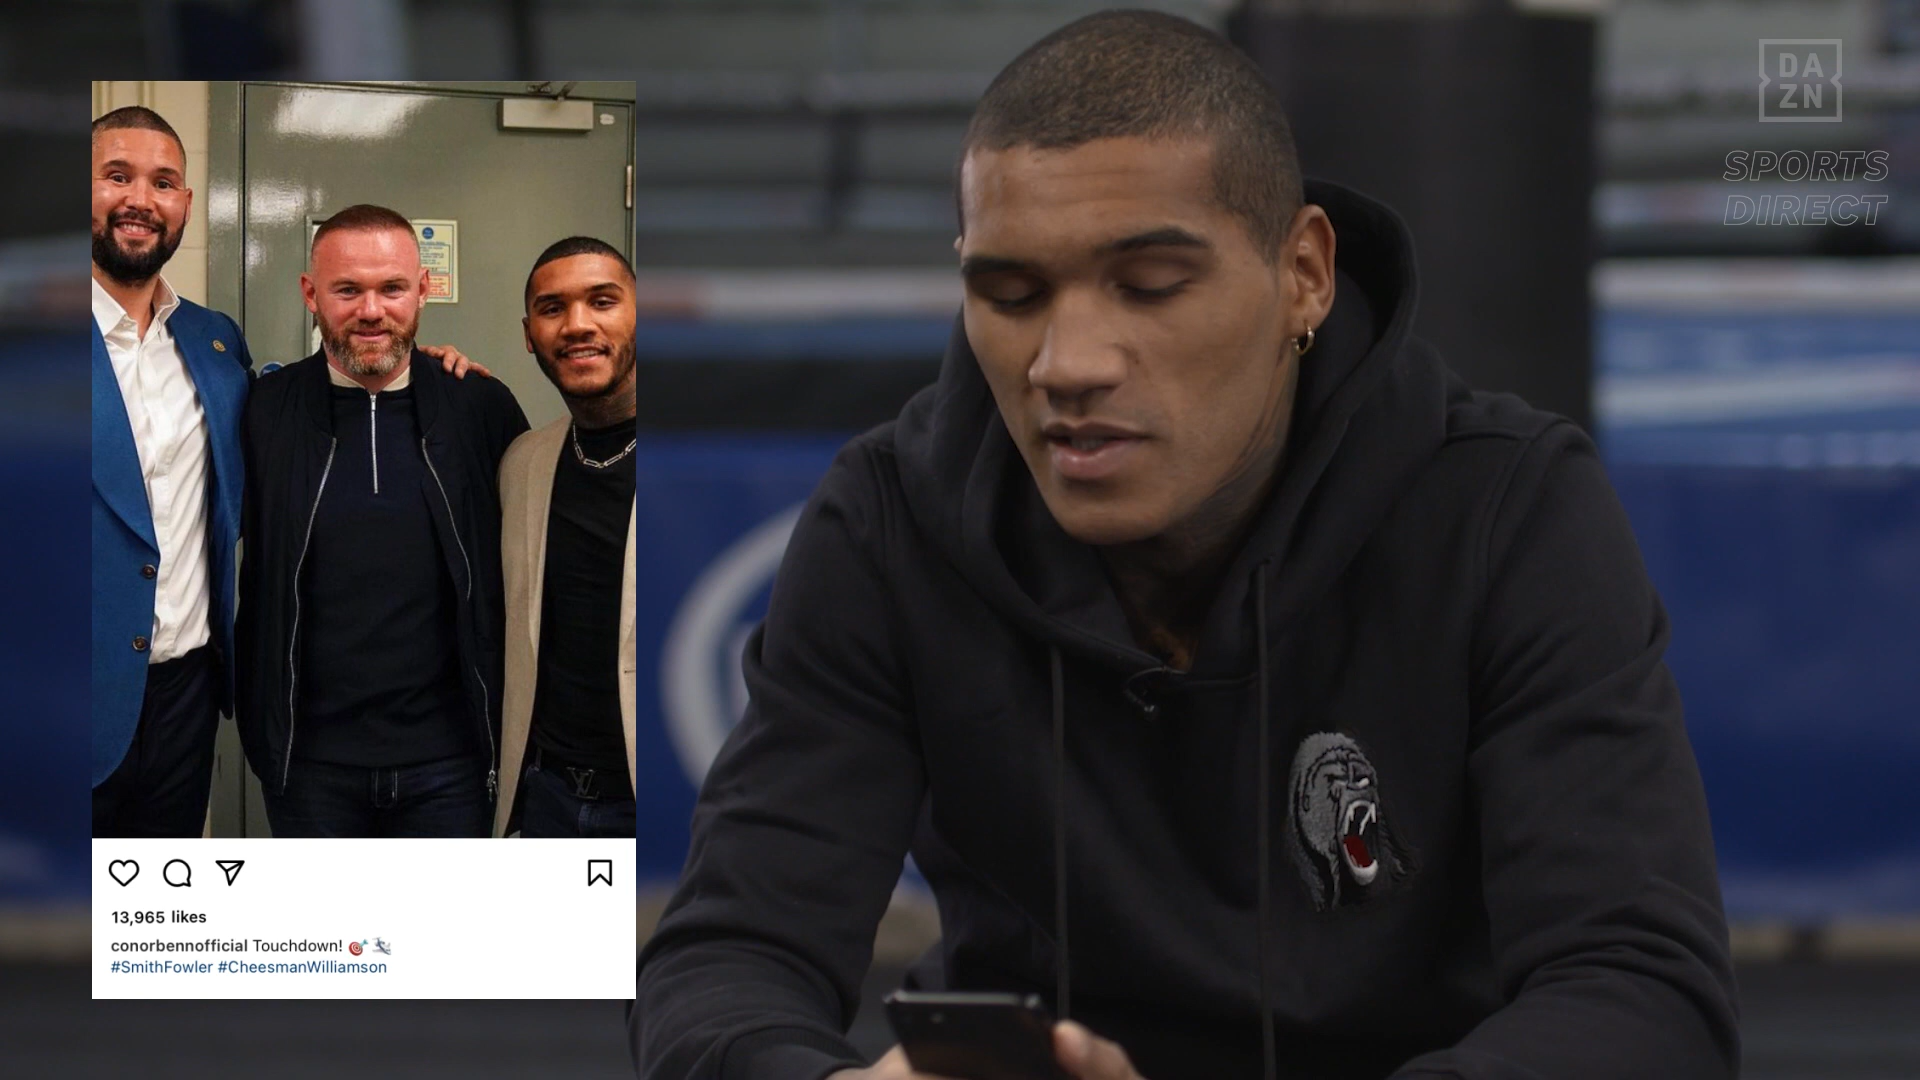 DA
ZN
SPORTS
DIRECT
13,965 likes
conorbennofficial Touchdown! 🎯 🛬
#SmithFowler #CheesmanWilliamson